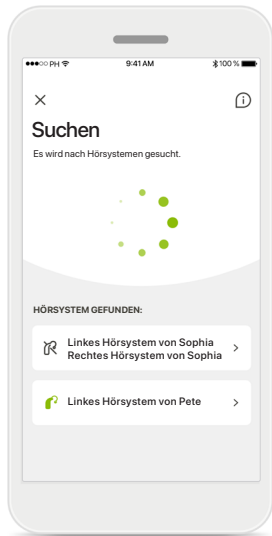 PH 9:41 AM 100 %
Suchen
Es wird nach Hörsystemen gesucht.
HÖRSYSTEM GEFUNDEN:
Linkes Hörsystem von Sophia
Rechtes Hörsystem von Sophia
Linkes Hörsystem von Pete